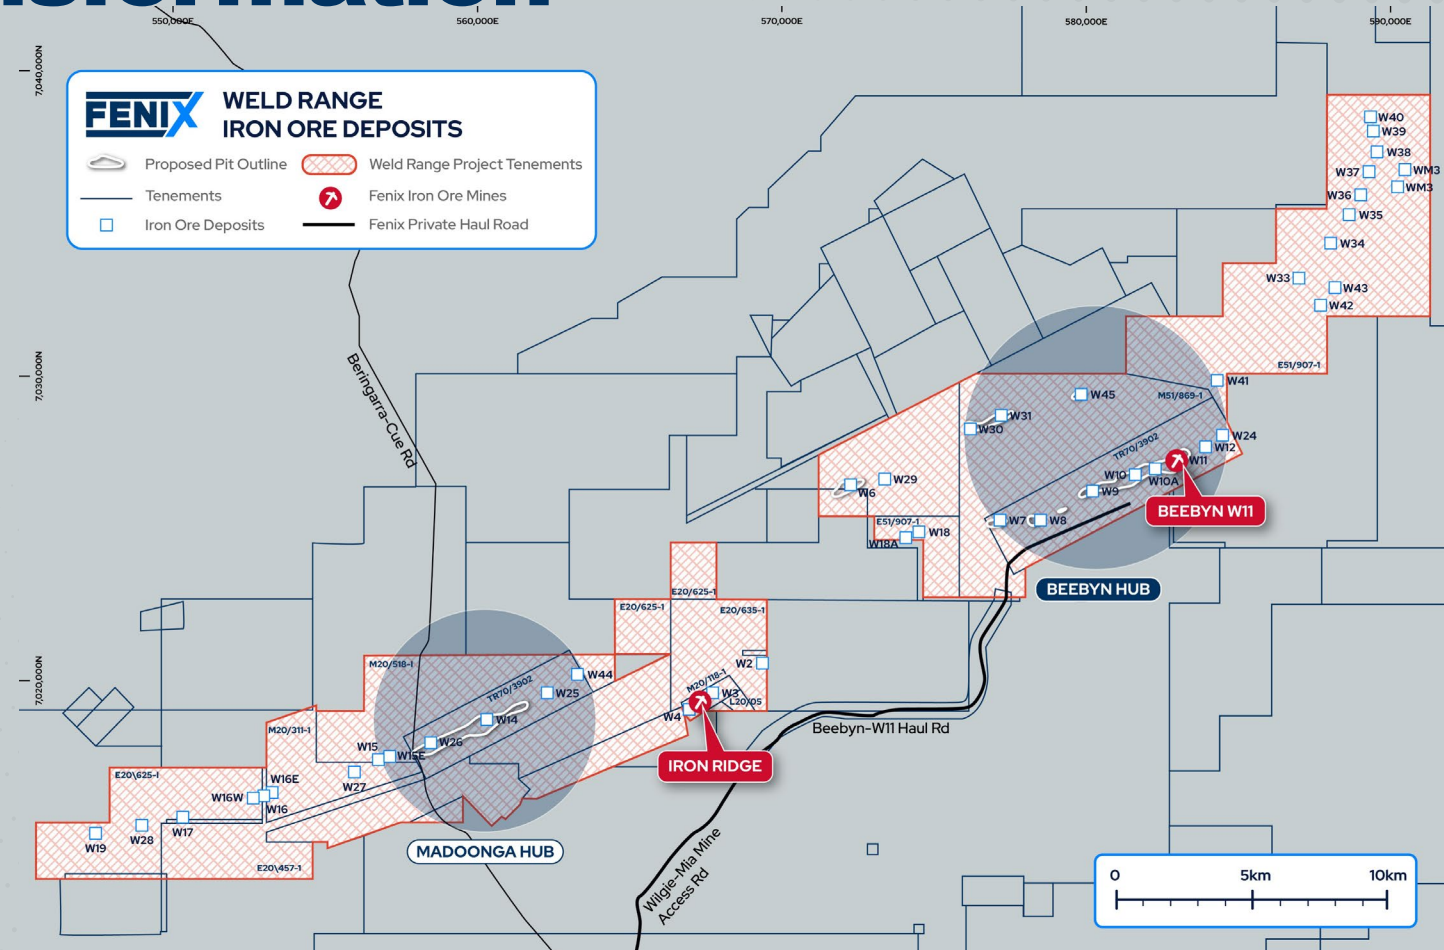 550,000E
560,000E
570,000E
580,000E
590,000E
7,040,000N
7,030,000N
7,020,000N
FENIX
WELD RANGE
IRON ORE DEPOSITS
Proposed Pit Outline
Weld Range Project Tenements
Tenements
Fenix Iron Ore Mines
Iron Ore Deposits
Fenix Private Haul Road
W40
W39
W38
W37
WM3
WM3
W36
W35
W34
W33
W43
W42
E51/907-1
W41
M51/869-1
W45
W31
W30
W24
W12
TR70/3902
W11
W10
W10A
W9
W29
W6
BEEBYN W11
W7
W8
E51/907-1
W18
W18A
BEEBYN HUB
Beringarra-Cue Rd
E20/625-1
E20/625-1
E20/635-1
W2
M20/518-I
W44
M20/118-1
TR70/3902
W25
W3
L20/05
W4
W14
M20/311-1
W26
W15
W15E
Beebyn-W11 Haul Rd
IRON RIDGE
E20\625-I
W16E
W27
W16W
W16
W17
W28
W19
MADOONGA HUB
E20\457-1
Wilgie-Mia Mine
Access Rd
0
5km
10km